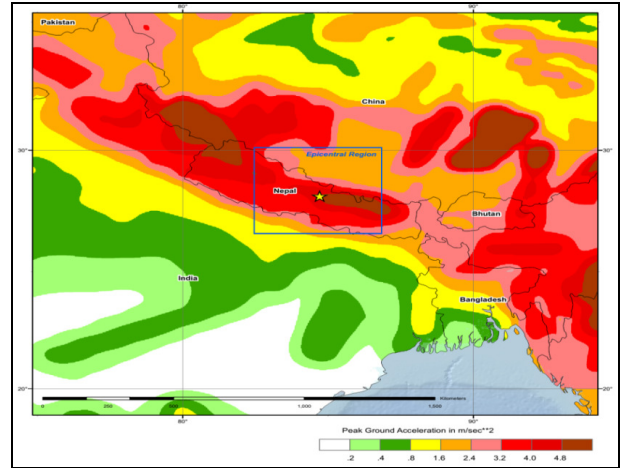 80° 90°
Pakistan
China
30° 30°
Epicentral Region
Nepal
Bhutan
India
Bangladesh
20° 20°
Kilometers
0 250 500 1,000 1,500
80° 90°
Peak Ground Acceleration in m/sec**2
.2 .4 .8 1.6 2.4 3.2 4.0 4.8